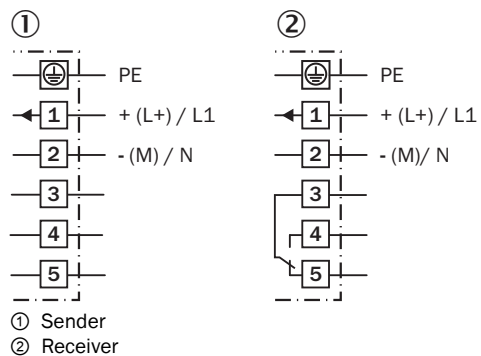 ① ②
PE PE
1 + (L+) / L1 1 + (L+) / L1
2 - (M) / N 2 - (M)/ N
3 3
4 4
5 5
① Sender
② Receiver